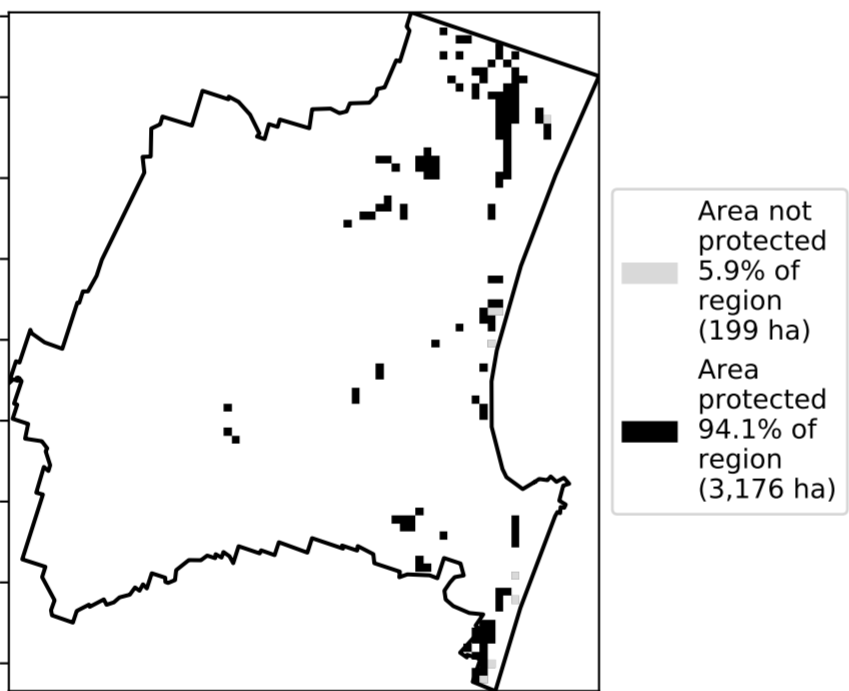 Area not
protected
5.9% of
region
(199 ha)
Area
protected
94.1% of
region
(3,176 ha)